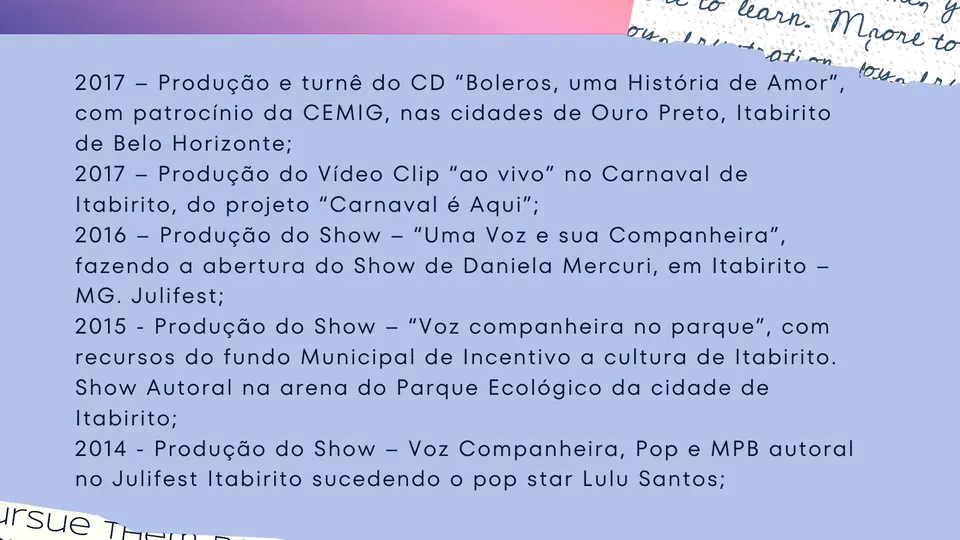 to learn. Mpore to
2017 – Produção e turnê do CD “Boleros, uma História de Amor”,
com patrocínio da CEMIG, nas cidades de Ouro Preto, Itabirito
de Belo Horizonte;
2017 – Produção do Vídeo Clip “ao vivo” no Carnaval de
Itabirito, do projeto “Carnaval é Aqui”;
2016 – Produção do Show – “Uma Voz e sua Companheira”,
fazendo a abertura do Show de Daniela Mercuri, em Itabirito –
MG. Julifest;
2015 - Produção do Show – “Voz companheira no parque”, com
recursos do fundo Municipal de Incentivo a cultura de Itabirito.
Show Autoral na arena do Parque Ecológico da cidade de
Itabirito;
2014 - Produção do Show – Voz Companheira, Pop e MPB autoral
no Julifest Itabirito sucedendo o pop star Lulu Santos;
ursue THem